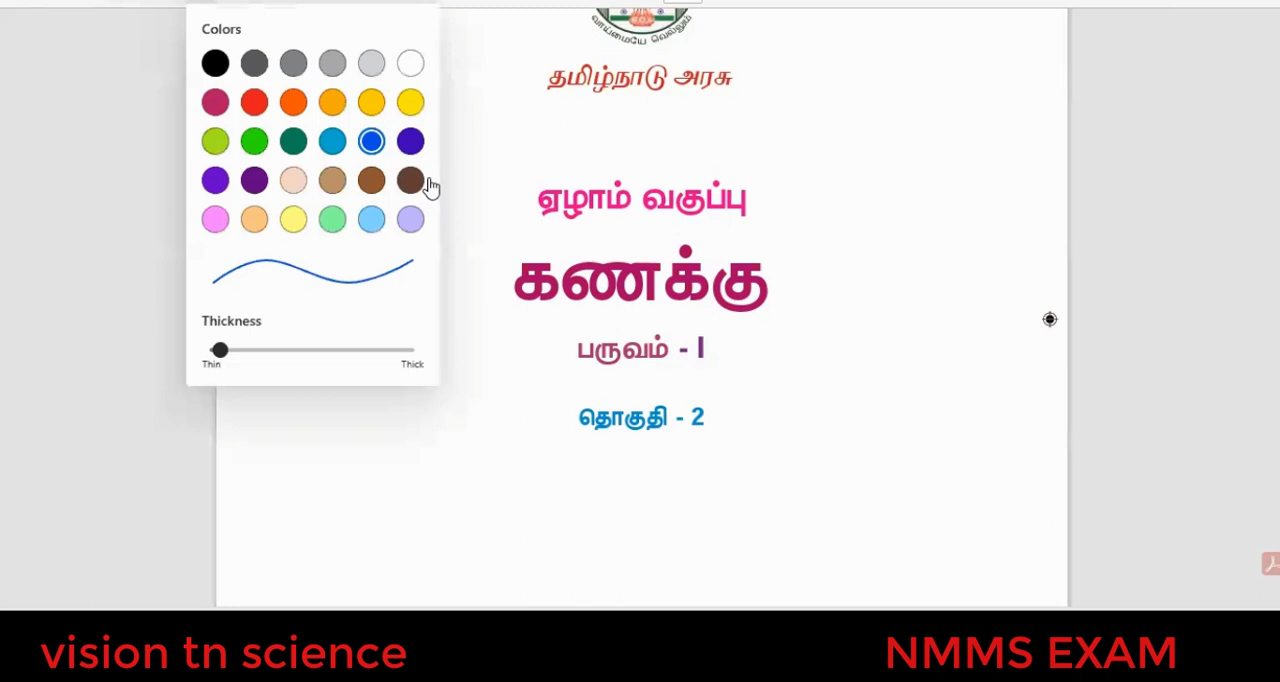 Colors
Thickness
Thin
Thick
வாய்மையே வெல்லும்
தமிழ்நாடு அரசு
ஏழாம் வகுப்பு
கணக்கு
பருவம் - I
தொகுதி - 2
vision tn science
NMMS EXAM